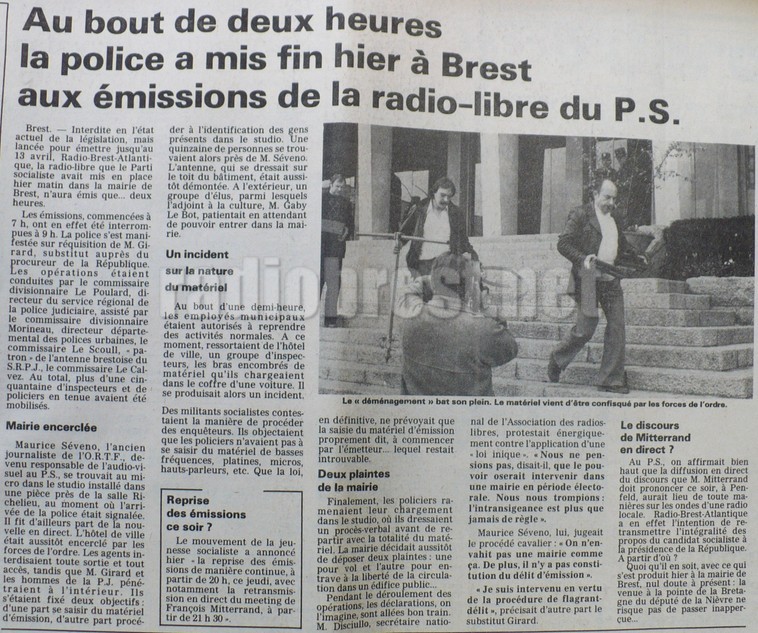 Au bout de deux heures
la police a mis fin hier à Brest
aux émissions de la radio-libre du P.S.
Brest. — Interdite en l'état
actuel de la législation, mais
lancée pour émettre jusqu'au
13 avril, Radio-Brest-Atlanti-
que, la radio-libre que le Parti
socialiste avait mis en place
hier matin dans la mairie de
Brest, n'aura émis que... deux
heures.
Les émissions, commencées à
7 h, ont en effet été interrom-
pues à 9 h. La police s'est mani-
festée sur réquisition de M. Gi-
rard, substitut auprès du
procureur de la République.
Les opérations étaient
conduites par le commissaire
divisionnaire Le Poulard, di-
recteur du service régional de
la police judiciaire, assisté par
le commissaire divisionnaire
Morineau, directeur départe-
mental des polices urbaines, le
commissaire Le Scoull, « pa-
tron » de l'antenne brestoise du
S.R.P.J., le commissaire Le Cal-
vez. Au total, plus d'une cin-
quantaine d'inspecteurs et de
policiers en tenue avaient été
mobilisés.
Mairie encerclée
Maurice Séveno, l'ancien
journaliste de l'O.R.T.F., de-
venu responsable de l'audio-vi-
suel au P.S., se trouvait au mi-
cro dans le studio installé dans
une pièce près de la salle Ri-
chelieu, au moment où l'arri-
vée de la police était signalée.
Il fit d'ailleurs part de la nou-
velle en direct. L'hôtel de ville
était aussitôt encerclé par les
forces de l'ordre. Les agents in-
terdisaient toute sortie et tout
accès, tandis que M. Girard et
les hommes de la P.J. péné-
traient à l'intérieur. Ils
s'étaient fixé deux objectifs :
d'une part se saisir du matériel
d'émission, d'autre part procé-
der à l'identification des gens
présents dans le studio. Une
quinzaine de personnes se trou-
vaient alors près de M. Séveno.
L'antenne, qui se dressait sur
le toit du bâtiment, était aussi-
tôt démontée. A l'extérieur, un
groupe d'élus, parmi lesquels
l'adjoint à la culture, M. Gaby
Le Bot, patientait en attendant
de pouvoir entrer dans la mai-
rie.
Un incident
sur la nature
du matériel
Au bout d'une demi-heure,
les employés municipaux
étaient autorisés à reprendre
des activités normales. A ce
moment, ressortaient de l'hôtel
de ville, un groupe d'inspec-
teurs, les bras encombrés de
matériel qu'ils chargeaient
dans le coffre d'une voiture. Il
se produisait alors un incident.
Des militants socialistes contes-
taient la manière de procéder
des enquêteurs. Ils objectaient
que les policiers n'avaient pas à
se saisir du matériel de basses
fréquences, platines, micros,
hauts-parleurs, etc. Que la loi,
Reprise
des émissions
ce soir ?
Le mouvement de la jeu-
nesse socialiste a annoncé
hier « la reprise des émis-
sions de manière continue, à
partir de 20 h, ce jeudi, avec
notamment la retransmis-
sion en direct du meeting de
François Mitterrand, à par-
tir de 21 h 30 ».
radiobrest.net
Le « déménagement » bat son plein. Le matériel vient d'être confisqué par les forces de l'ordre.
en définitive, ne prévoyait que
la saisie du matériel d'émission
proprement dit, à commencer
par l'émetteur... lequel restait
introuvable.
Deux plaintes
de la mairie
Finalement, les policiers ra-
menaient leur chargement
dans le studio, où ils dressaient
un procès-verbal avant de re-
partir avec la totalité du maté-
riel. La mairie décidait aussitôt
de déposer deux plaintes : une
pour vol et l'autre pour en-
trave à la liberté de la circula-
tion dans un édifice public...
Pendant le déroulement des
opérations, les déclarations, on
l'imagine, sont allées bon train.
M. Disciullo, secrétaire natio-
nal de l'Association des radios-
libres, protestait énergique-
ment contre l'application d'une
« loi inique ». « Nous ne pen-
sions pas, disait-il, que le pou-
voir oserait intervenir dans
une mairie en période électo-
rale. Nous nous trompions :
l'intransigeance est plus que
jamais de règle ».
Maurice Séveno, lui, jugeait
le procédé cavalier : « On n'en-
vahit pas une mairie comme
ça. De plus, il n'y a pas consti-
tution du délit d'émission ».
« Je suis intervenu en vertu
de la procédure de flagrant-
délit », précisait d'autre part le
substitut Girard.
Le discours
de Mitterrand
en direct ?
Au P.S., on affirmait bien
haut que la diffusion en direct
du discours que M. Mitterrand
doit prononcer ce soir, à Pen-
feld, aurait lieu de toute ma-
nières sur les ondes d'une radio
locale. Radio-Brest-Atlantique
a en effet l'intention de re-
transmettre l'intégralité des
propos du candidat socialiste à
la présidence de la République.
A partir d'où ?
Quoi qu'il en soit, avec ce qui
s'est produit hier à la mairie de
Brest, nul doute à présent : la
venue à la pointe de la Breta-
gne du député de la Nièvre ne
risque pas de passer inaper-
çue...